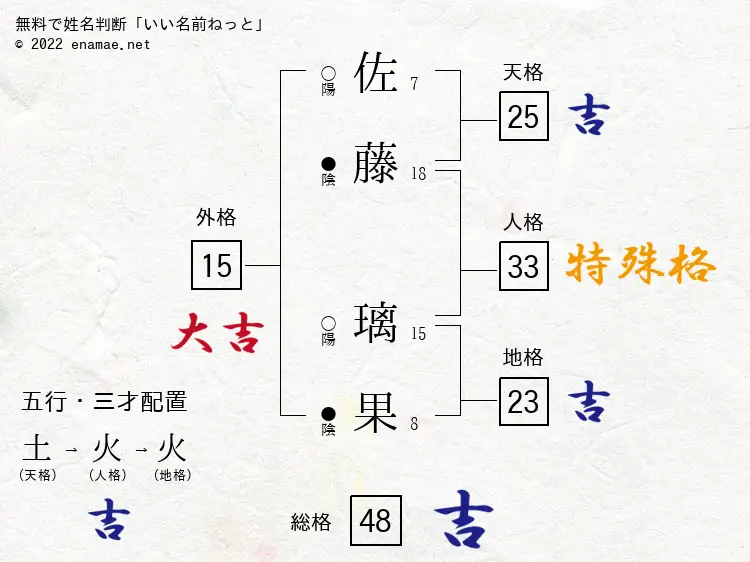 無料で姓名判断「いい名前ねっと」
© 2022 enamae.net
天格
25 吉
○陽 佐 7
●陰 藤 18
外格
15
大吉
人格
33 特殊格
○陽 璃 15
●陰 果 8
地格
23 吉
五行・三才配置
土 → 火 → 火
(天格) (人格) (地格)
吉
総格 48 吉